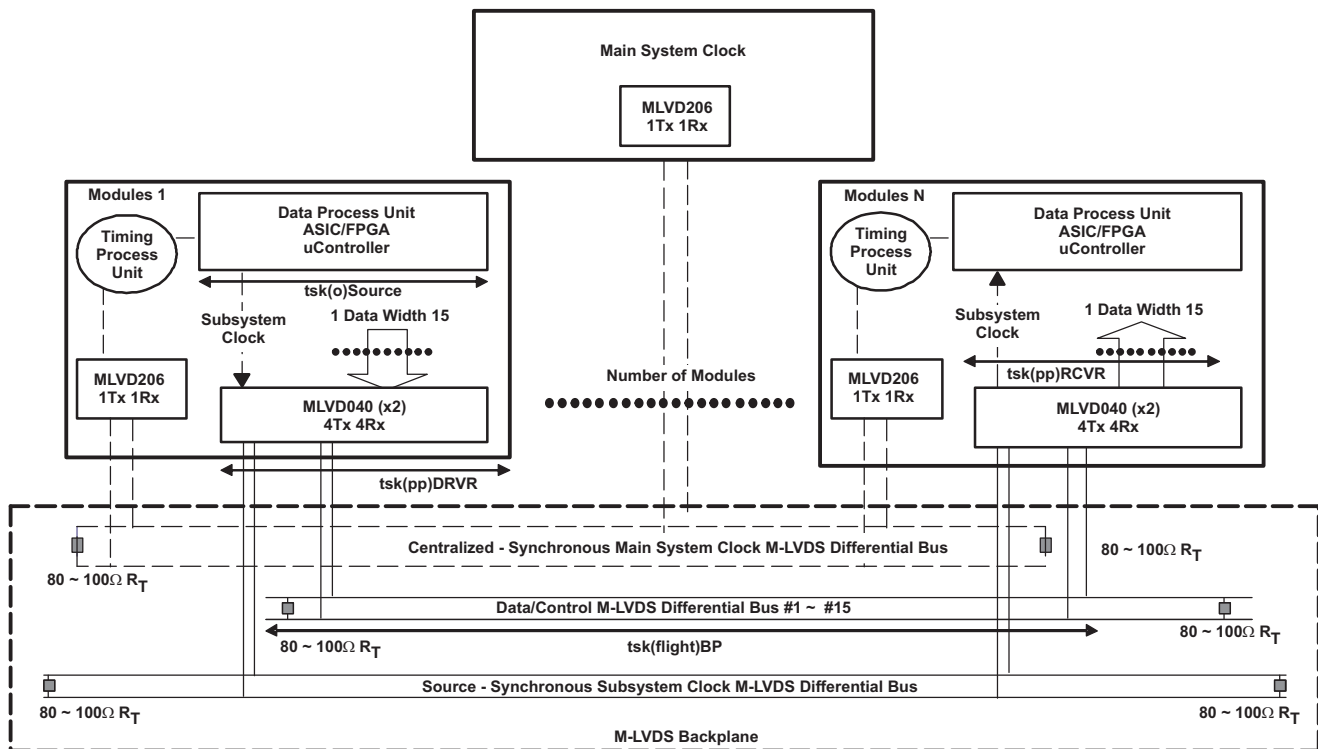 Main System Clock
MLVD206
1Tx 1Rx
Modules 1
Timing
Process
Unit
Data Process Unit
ASIC/FPGA
uController
tsk(o)Source
Subsystem
Clock
1 Data Width 15
MLVD206
1Tx 1Rx
MLVD040 (x2)
4Tx 4Rx
tsk(pp)DRVR
Number of Modules
Modules N
Timing
Process
Unit
Data Process Unit
ASIC/FPGA
uController
Subsystem
Clock
1 Data Width 15
tsk(pp)RCVR
MLVD206
1Tx 1Rx
MLVD040 (x2)
4Tx 4Rx
Centralized - Synchronous Main System Clock M-LVDS Differential Bus
80 ~ 100Ω RT
80 ~ 100Ω RT
Data/Control M-LVDS Differential Bus #1 ~ #15
80 ~ 100Ω RT
tsk(flight)BP
80 ~ 100Ω RT
Source - Synchronous Subsystem Clock M-LVDS Differential Bus
80 ~ 100Ω RT
80 ~ 100Ω RT
M-LVDS Backplane